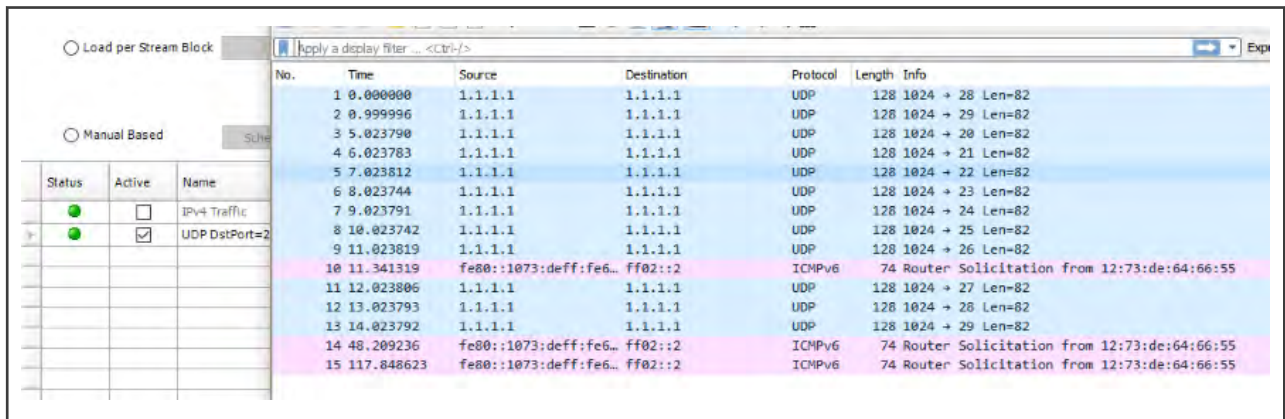 Load per Stream Block
Manual Based
Sche
Status Active Name
IPv4 Traffic
UDP DstPort=2
Apply a display filter ... <Ctrl-/>
Expr
No. Time Source Destination Protocol Length Info
1 0.000000 1.1.1.1 1.1.1.1 UDP 128 1024 → 28 Len=82
2 0.999996 1.1.1.1 1.1.1.1 UDP 128 1024 → 29 Len=82
3 5.023790 1.1.1.1 1.1.1.1 UDP 128 1024 → 20 Len=82
4 6.023783 1.1.1.1 1.1.1.1 UDP 128 1024 → 21 Len=82
5 7.023812 1.1.1.1 1.1.1.1 UDP 128 1024 → 22 Len=82
6 8.023744 1.1.1.1 1.1.1.1 UDP 128 1024 → 23 Len=82
7 9.023791 1.1.1.1 1.1.1.1 UDP 128 1024 → 24 Len=82
8 10.023742 1.1.1.1 1.1.1.1 UDP 128 1024 → 25 Len=82
9 11.023819 1.1.1.1 1.1.1.1 UDP 128 1024 → 26 Len=82
10 11.341319 fe80::1073:deff:fe6… ff02::2 ICMPv6 74 Router Solicitation from 12:73:de:64:66:55
11 12.023806 1.1.1.1 1.1.1.1 UDP 128 1024 → 27 Len=82
12 13.023793 1.1.1.1 1.1.1.1 UDP 128 1024 → 28 Len=82
13 14.023792 1.1.1.1 1.1.1.1 UDP 128 1024 → 29 Len=82
14 48.209236 fe80::1073:deff:fe6… ff02::2 ICMPv6 74 Router Solicitation from 12:73:de:64:66:55
15 117.848623 fe80::1073:deff:fe6… ff02::2 ICMPv6 74 Router Solicitation from 12:73:de:64:66:55